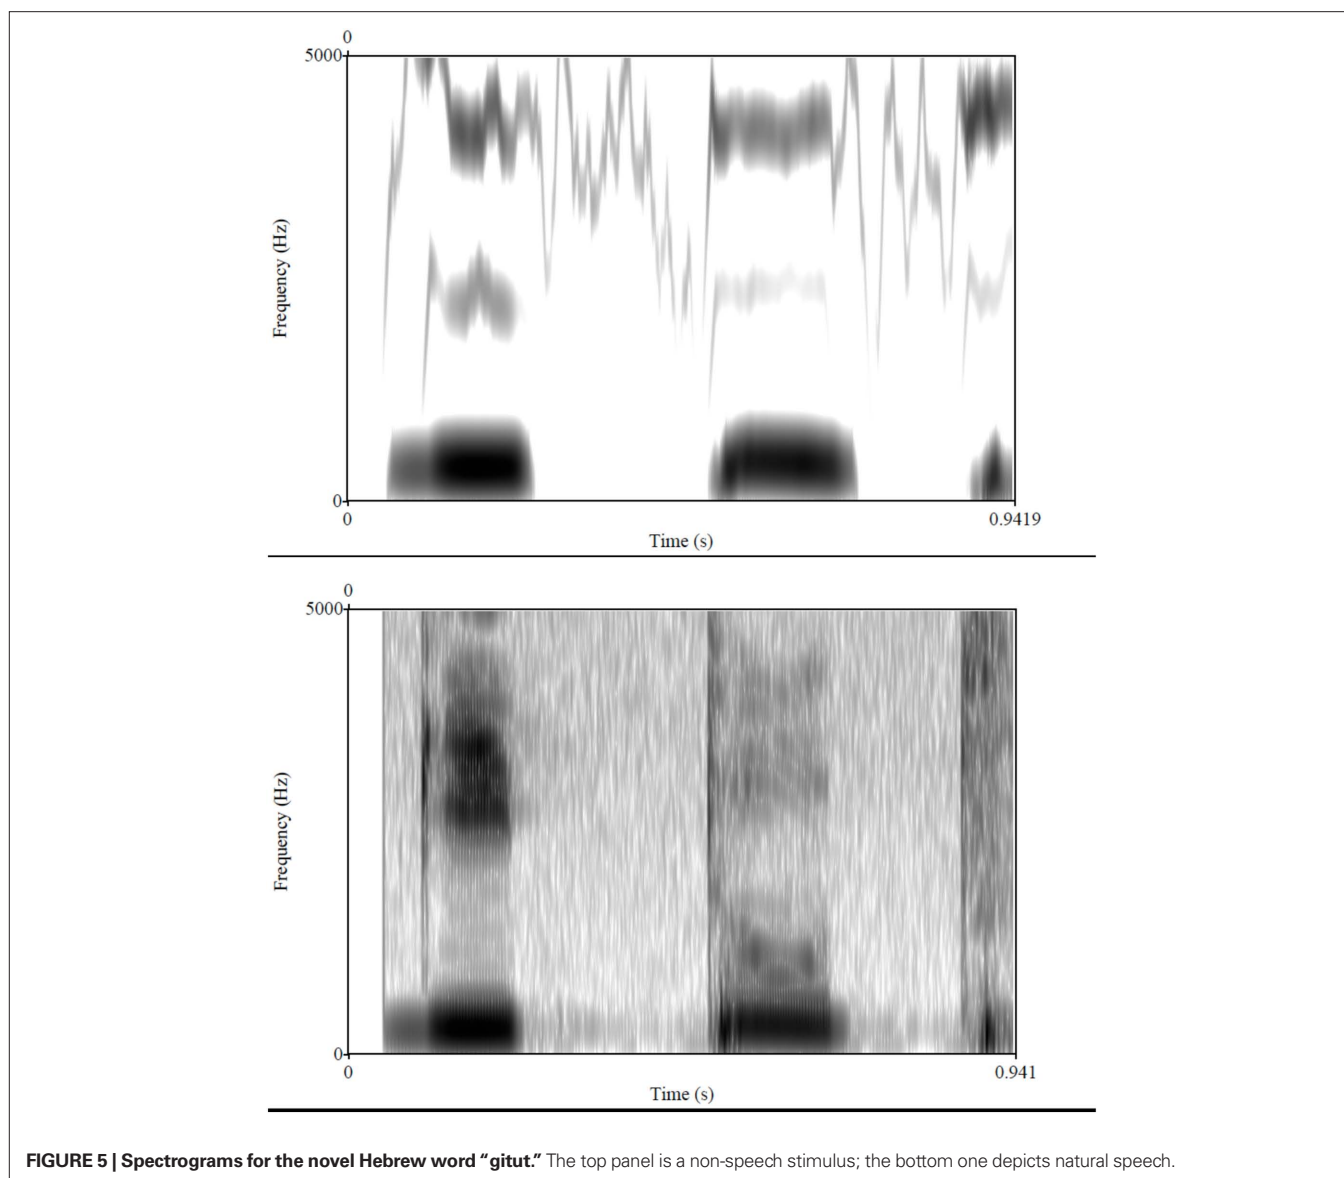 0
5000
Frequency (Hz)
0
0
0.9419
Time (s)
0
5000
Frequency (Hz)
0
0
0.941
Time (s)
FIGURE 5 | Spectrograms for the novel Hebrew word “gitut.” The top panel is a non-speech stimulus; the bottom one depicts natural speech.